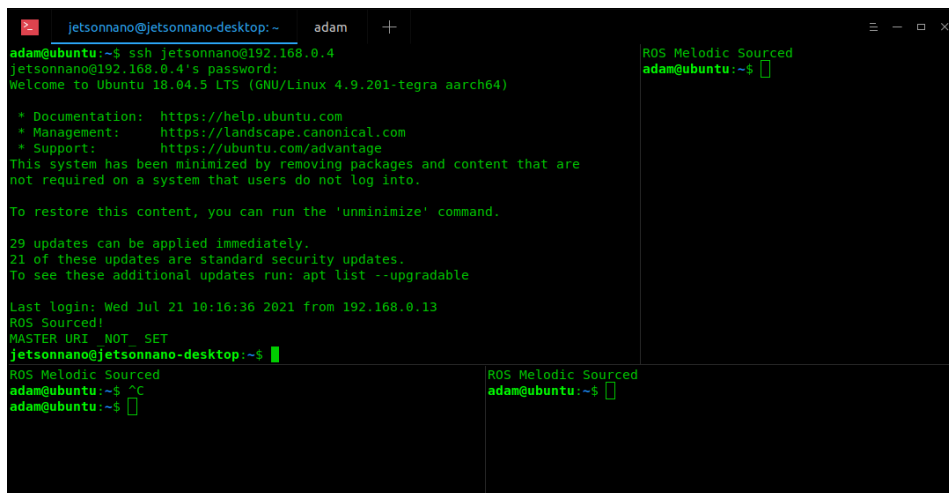 jetsonnano@jetsonnano-desktop: ~
adam
adam@ubuntu:~$ ssh jetsonnano@192.168.0.4
jetsonnano@192.168.0.4's password:
Welcome to Ubuntu 18.04.5 LTS (GNU/Linux 4.9.201-tegra aarch64)
* Documentation:  https://help.ubuntu.com
* Management:     https://landscape.canonical.com
* Support:        https://ubuntu.com/advantage
This system has been minimized by removing packages and content that are
not required on a system that users do not log into.
To restore this content, you can run the 'unminimize' command.
29 updates can be applied immediately.
21 of these updates are standard security updates.
To see these additional updates run: apt list --upgradable
Last login: Wed Jul 21 10:16:36 2021 from 192.168.0.13
ROS Sourced!
MASTER URI _NOT_ SET
jetsonnano@jetsonnano-desktop:~$
ROS Melodic Sourced
adam@ubuntu:~$
ROS Melodic Sourced
adam@ubuntu:~$ ^C
adam@ubuntu:~$
ROS Melodic Sourced
adam@ubuntu:~$